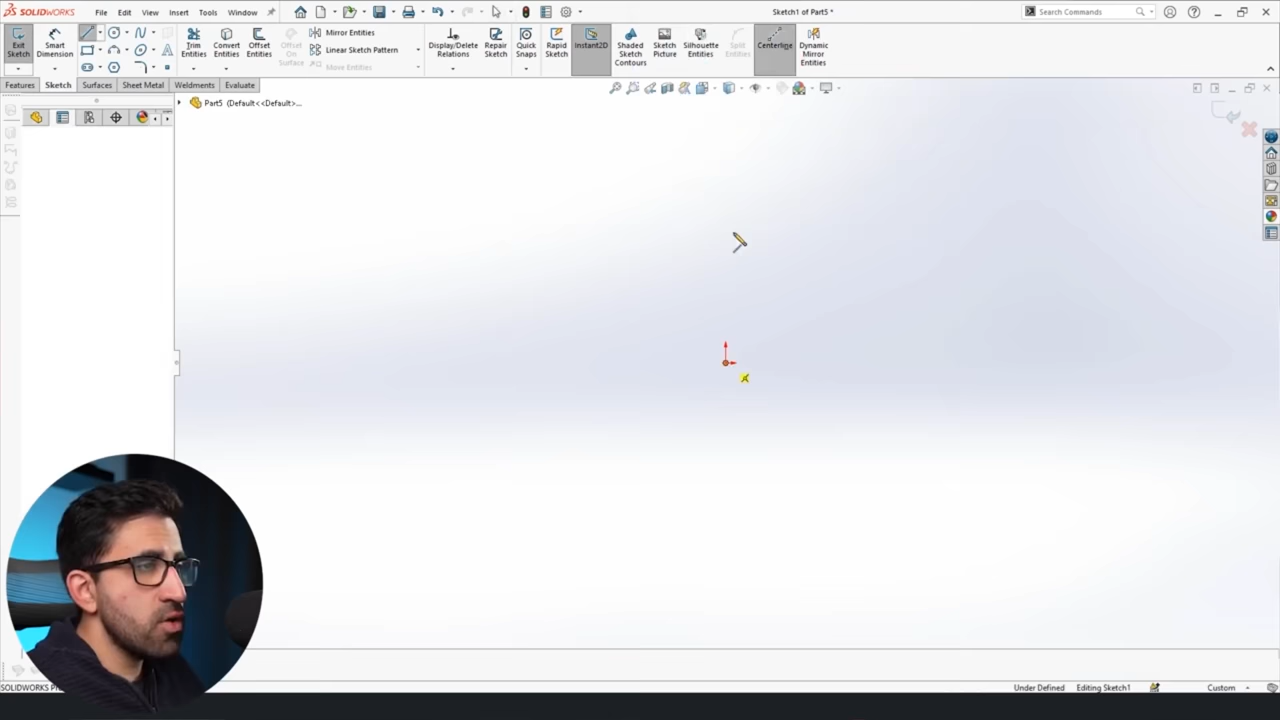 SOLIDWORKS
File
Edit
View
Insert
Tools
Window
Sketch1 of Part5 *
Search Commands
Exit Sketch
Smart Dimension
Trim Entities
Convert Entities
Offset Entities
Offset On Surface
Mirror Entities
Linear Sketch Pattern
Move Entities
Display/Delete Relations
Repair Sketch
Quick Snaps
Rapid Sketch
Instant2D
Shaded Sketch Contours
Sketch Picture
Silhouette Entities
Split Entities
Centerline
Dynamic Mirror Entities
Features
Sketch
Surfaces
Sheet Metal
Weldments
Evaluate
Part5 (Default<<Default>...
SOLIDWORKS
Under Defined
Editing Sketch1
Custom